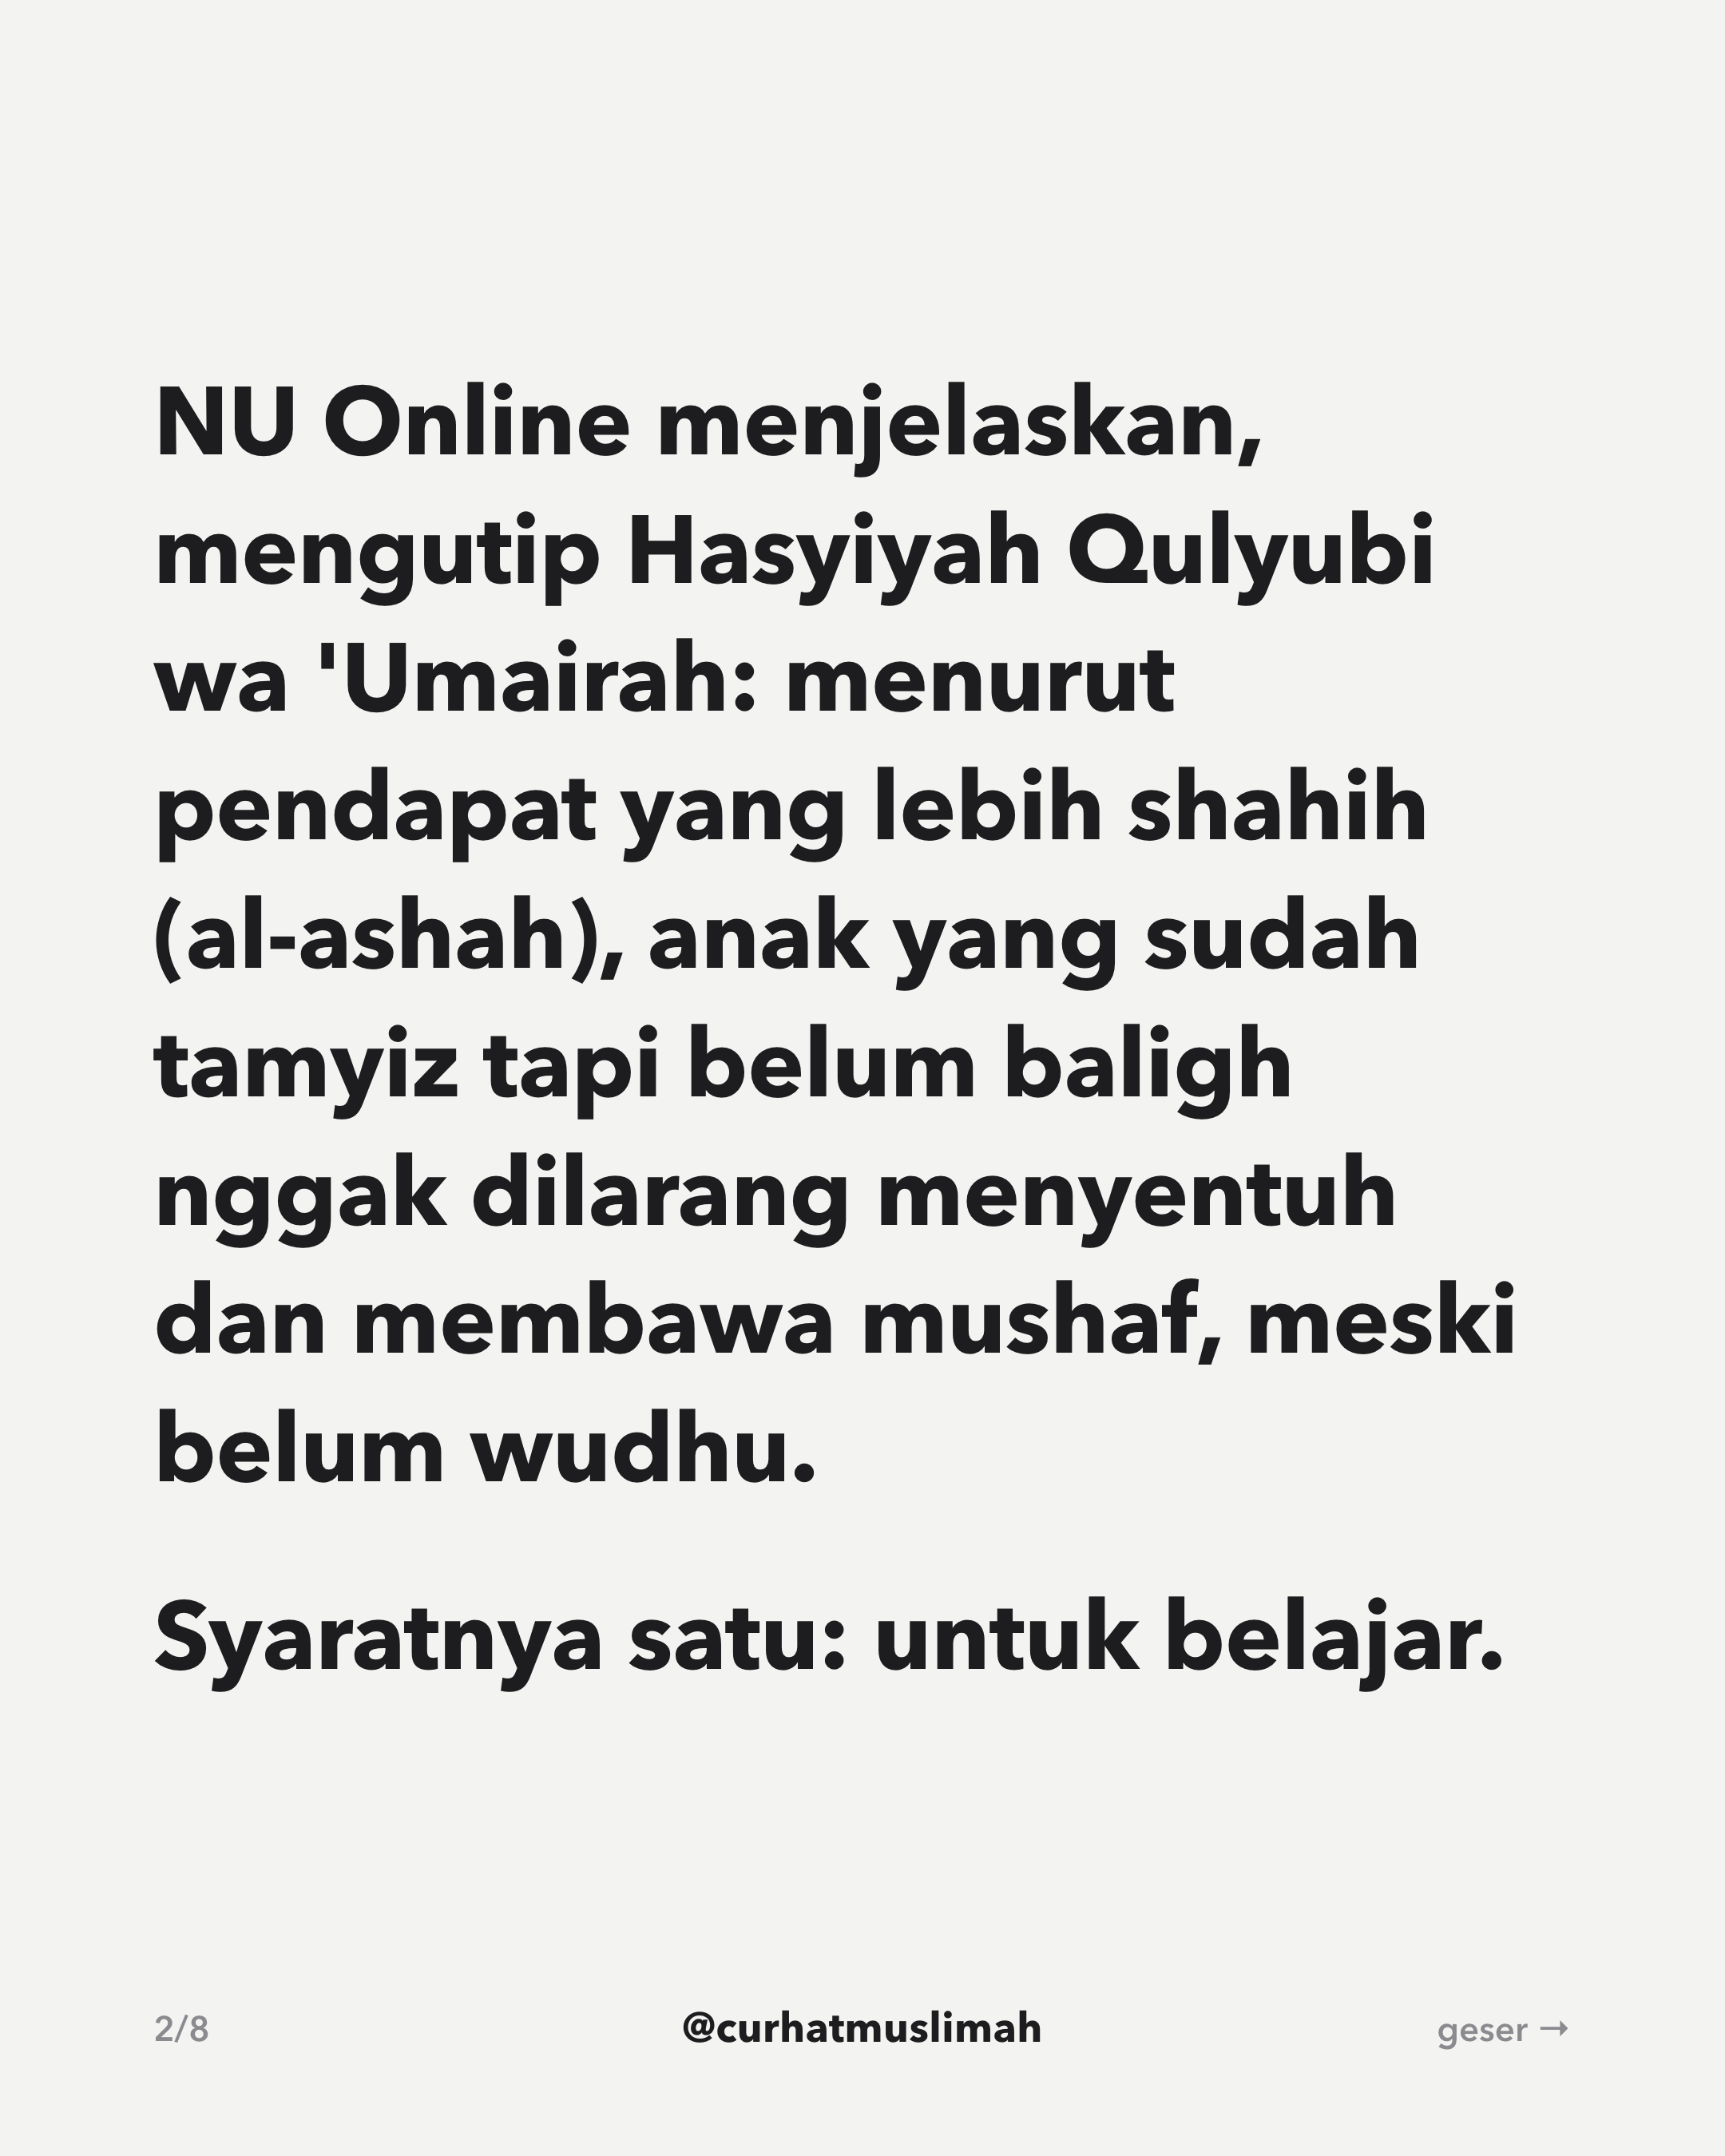 NU Online menjelaskan,
mengutip Hasyiyah Qulyubi
wa 'Umairah: menurut
pendapat yang lebih shahih
(al-ashah), anak yang sudah
tamyiz tapi belum baligh
nggak dilarang menyentuh
dan membawa mushaf, meski
belum wudhu.
Syaratnya satu: untuk belajar.
2/8
@curhatmuslimah
geser →